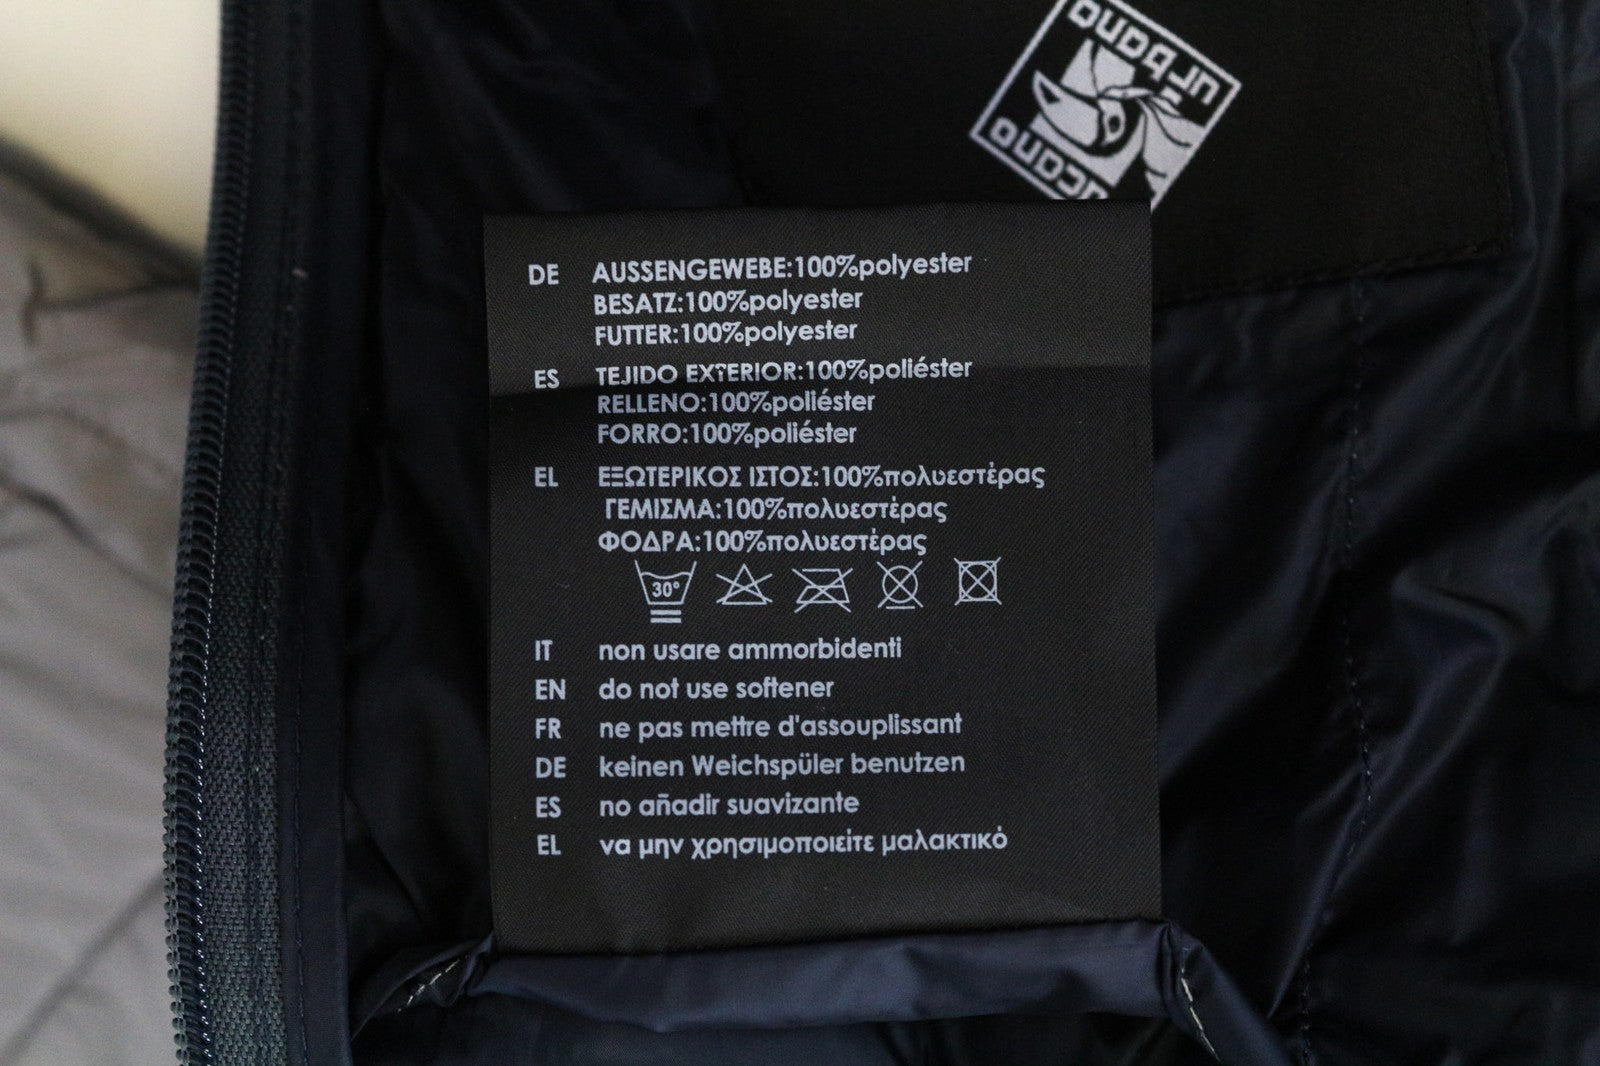 urbano
ucano
DE AUSSENGEWEBE:100%polyester
BESATZ:100%polyester
FUTTER:100%polyester
ES TEJIDO EXTERIOR:100%poliéster
RELLENO:100%poliéster
FORRO:100%poliéster
EL ΕΞΩΤΕΡΙΚΟΣ ΙΣΤΟΣ:100%πολυεστέρας
ΓΕΜΙΣΜΑ:100%πολυεστέρας
ΦΟΔΡΑ:100%πολυεστέρας
30°
IT non usare ammorbidenti
EN do not use softener
FR ne pas mettre d'assouplissant
DE keinen Weichspüler benutzen
ES no añadir suavizante
EL να μην χρησιμοποιείτε μαλακτικό